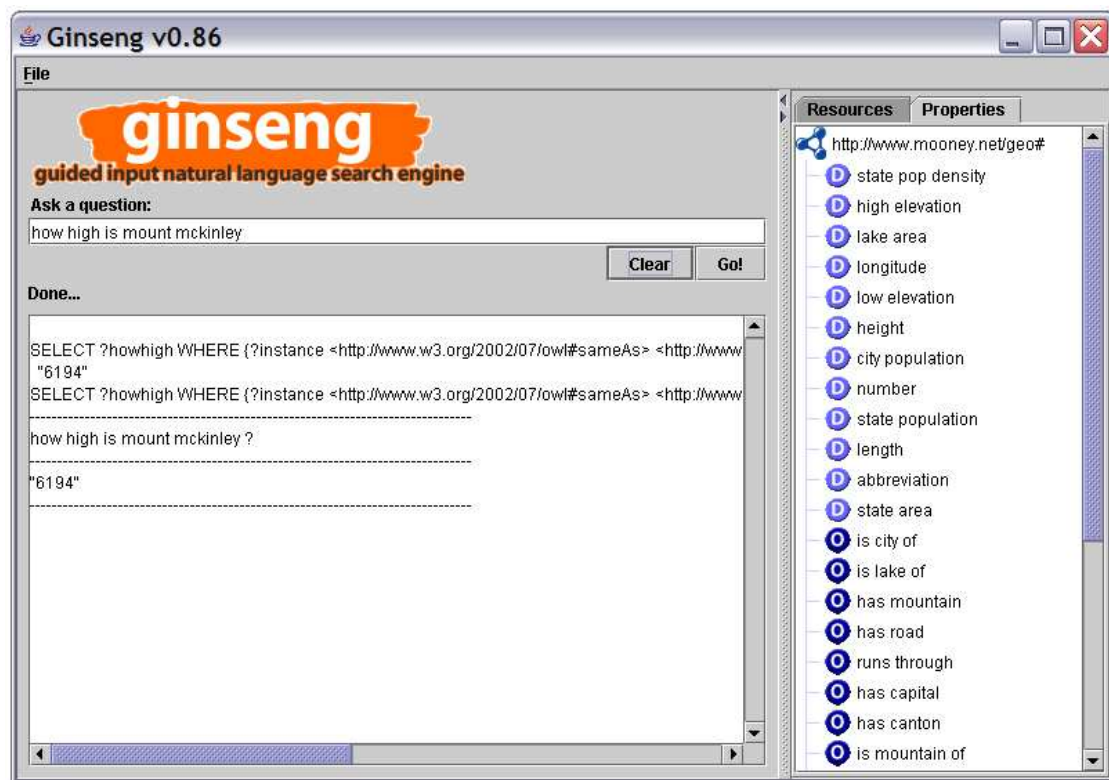 Ginseng v0.86
File
ginseng
guided input natural language search engine
Ask a question:
how high is mount mckinley
Clear Go!
Done...
SELECT ?howhigh WHERE (?instance <http://www.w3.org/2002/07/owl#sameAs> <http://www
"6194"
SELECT ?howhigh WHERE (?instance <http://www.w3.org/2002/07/owl#sameAs> <http://www
--------------------------------------------------------------------------------
how high is mount mckinley ?
--------------------------------------------------------------------------------
"6194"
--------------------------------------------------------------------------------
Resources Properties
http://www.mooney.net/geo#
D state pop density
D high elevation
D lake area
D longitude
D low elevation
D height
D city population
D number
D state population
D length
D abbreviation
D state area
O is city of
O is lake of
O has mountain
O has road
O runs through
O has capital
O has canton
O is mountain of